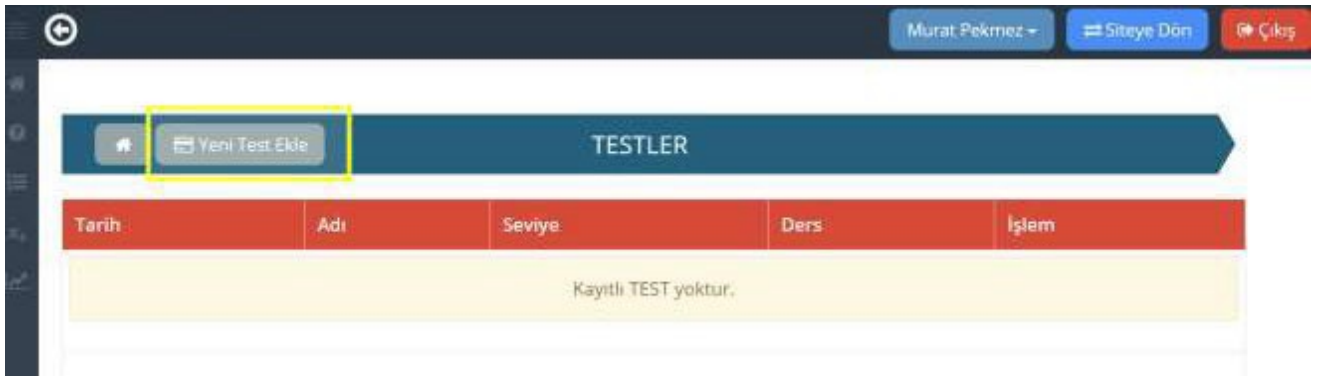 Murat Pekmez Siteye Dön Çıkış
Yeni Test Ekle TESTLER
Tarih Adı Seviye Ders İşlem
Kayıtlı TEST yoktur.